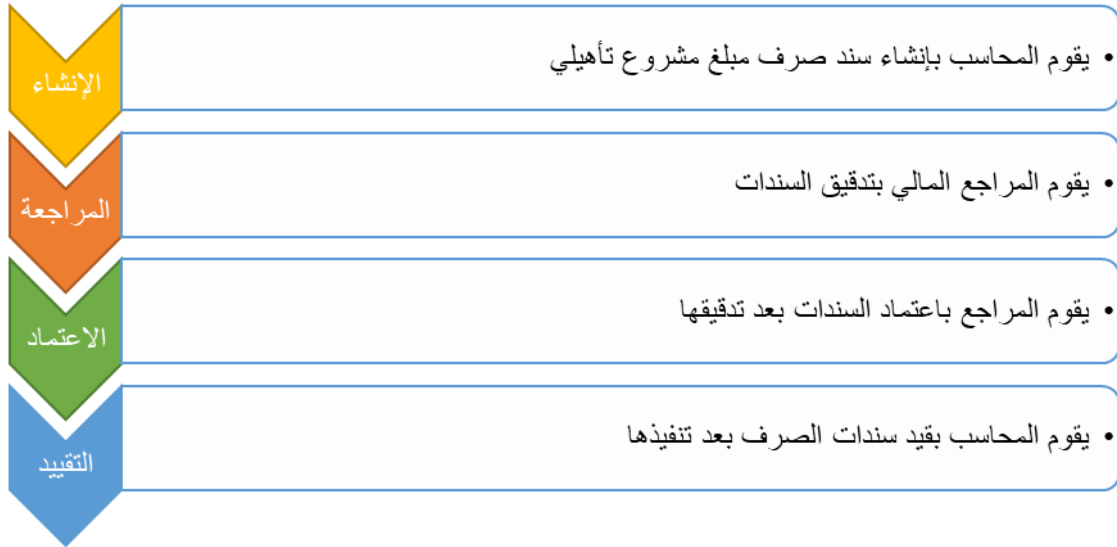 الإنشاء
• يقوم المحاسب بإنشاء سند صرف مبلغ مشروع تأهيلي
المراجعة
• يقوم المراجع المالي بتدقيق السندات
الاعتماد
• يقوم المراجع باعتماد السندات بعد تدقيقها
التقييد
• يقوم المحاسب بقيد سندات الصرف بعد تنفيذها